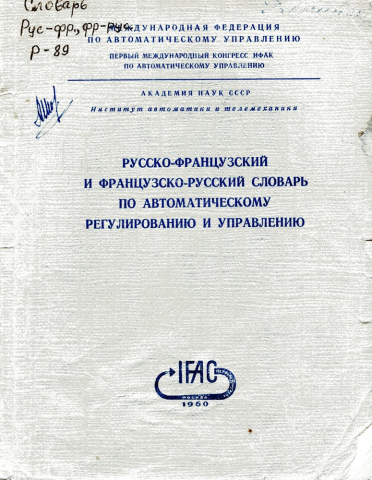 Словарь
Рус-фр., фр-рус.
Р-89
МЕЖДУНАРОДНАЯ ФЕДЕРАЦИЯ
ПО АВТОМАТИЧЕСКОМУ УПРАВЛЕНИЮ
ПЕРВЫЙ МЕЖДУНАРОДНЫЙ КОНГРЕСС ИФАК
ПО АВТОМАТИЧЕСКОМУ УПРАВЛЕНИЮ
АКАДЕМИЯ НАУК СССР
Институт автоматики и телемеханики
РУССКО-ФРАНЦУЗСКИЙ
И ФРАНЦУЗСКО-РУССКИЙ СЛОВАРЬ
ПО АВТОМАТИЧЕСКОМУ
РЕГУЛИРОВАНИЮ И УПРАВЛЕНИЮ
IFAC
МОСКВА
1960